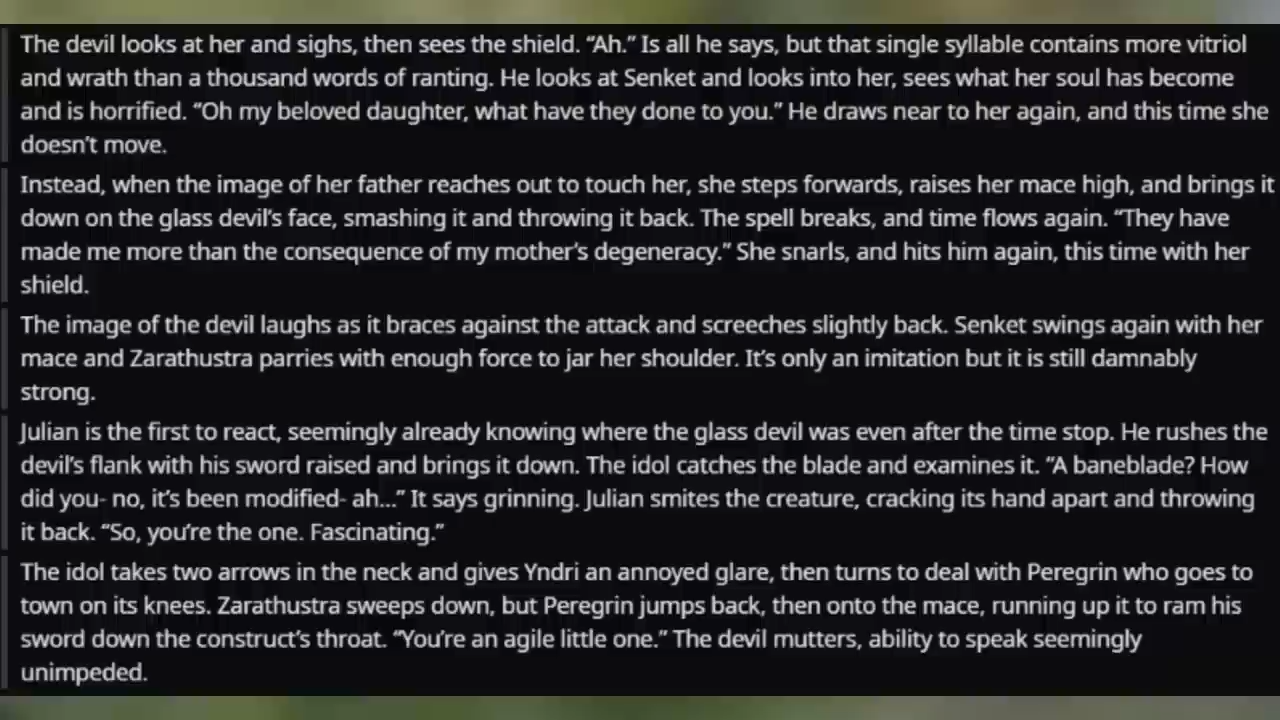 The devil looks at her and sighs, then sees the shield. “Ah.” Is all he says, but that single syllable contains more vitriol
and wrath than a thousand words of ranting. He looks at Senket and looks into her, sees what her soul has become
and is horrified. “Oh my beloved daughter, what have they done to you.” He draws near to her again, and this time she
doesn’t move.
Instead, when the image of her father reaches out to touch her, she steps forwards, raises her mace high, and brings it
down on the glass devil’s face, smashing it and throwing it back. The spell breaks, and time flows again. “They have
made me more than the consequence of my mother’s degeneracy.” She snarls, and hits him again, this time with her
shield.
The image of the devil laughs as it braces against the attack and screeches slightly back. Senket swings again with her
mace and Zarathustra parries with enough force to jar her shoulder. It’s only an imitation but it is still damnably
strong.
Julian is the first to react, seemingly already knowing where the glass devil was even after the time stop. He rushes the
devil’s flank with his sword raised and brings it down. The idol catches the blade and examines it. “A baneblade? How
did you- no, it’s been modified- ah...” It says grinning. Julian smites the creature, cracking its hand apart and throwing
it back. “So, you’re the one. Fascinating.”
The idol takes two arrows in the neck and gives Yndri an annoyed glare, then turns to deal with Peregrin who goes to
town on its knees. Zarathustra sweeps down, but Peregrin jumps back, then onto the mace, running up it to ram his
sword down the construct’s throat. “You’re an agile little one.” The devil mutters, ability to speak seemingly
unimpeded.